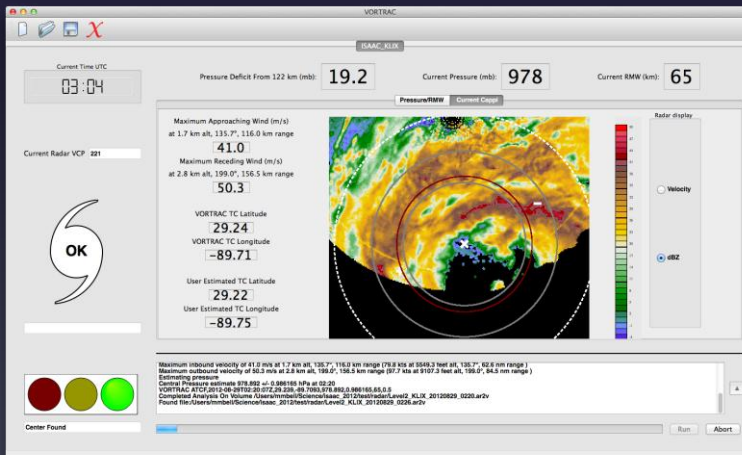 VORTRAC
X
ISAAC_KLIX
Current Time UTC
03:04
Pressure Deficit From 122 km (mb):
19.2
Current Pressure (mb):
978
Current RMW (km):
65
Pressure/RMW
Current Cappi
Current Radar VCP
221
OK
Center Found
Maximum Approaching Wind (m/s)
at 1.7 km alt, 135.7°, 116.0 km range
41.0
Maximum Receding Wind (m/s)
at 2.8 km alt, 199.0°, 156.5 km range
50.3
VORTRAC TC Latitude
29.24
VORTRAC TC Longitude
-89.71
User Estimated TC Latitude
29.22
User Estimated TC Longitude
-89.75
Radar display
Velocity
dBZ
Maximum inbound velocity of 41.0 m/s at 1.7 km alt, 135.7°, 116.0 km range (79.8 kts at 5549.3 feet alt, 135.7°, 62.6 nm range )
Maximum outbound velocity of 50.3 m/s at 2.8 km alt, 199.0°, 156.5 km range (97.7 kts at 9107.3 feet alt, 199.0°, 84.5 nm range )
Estimating pressure
Central Pressure estimate 978.892 +/- 0.986165 hPa at 02:20
VORTRAC ATCF,2012-08-29T02:20:07Z,29.239,-89.7093,978.892,0.986165,65,0.5
Completed Analysis On Volume /Users/mmbell/Science/isaac_2012/test/radar/Level2_KLIX_20120829_0220.ar2v
Found file:/Users/mmbell/Science/isaac_2012/test/radar/Level2_KLIX_20120829_0226.ar2v
Run
Abort